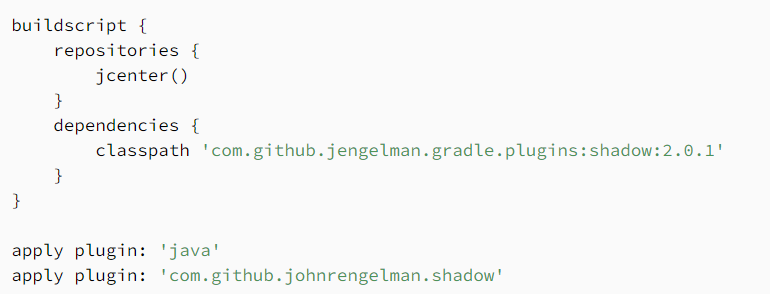 buildscript {
    repositories {
        jcenter()
    }
    dependencies {
        classpath 'com.github.jengelman.gradle.plugins:shadow:2.0.1'
    }
}

apply plugin: 'java'
apply plugin: 'com.github.johnrengelman.shadow'